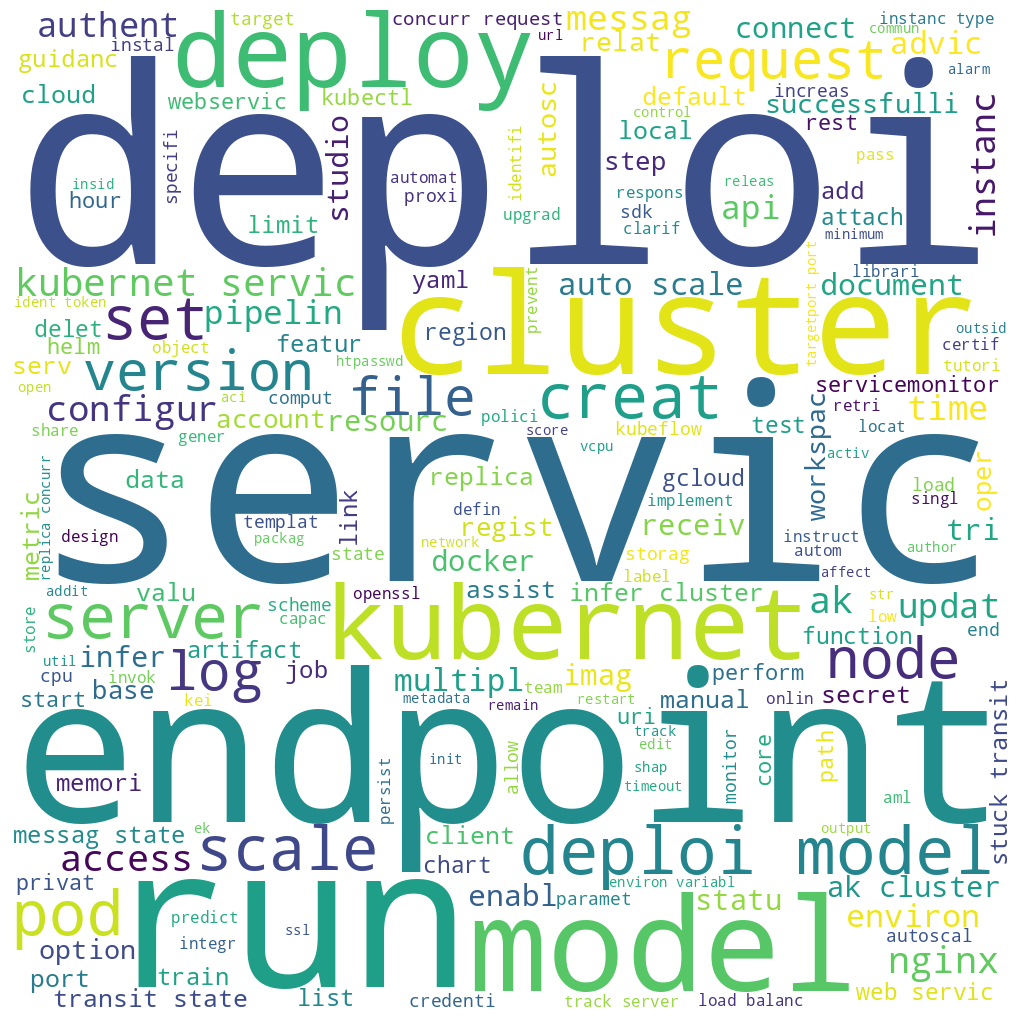 authent
target
concurr request
messag
instanc type
commun
instal
deploy
url
relat
connect
request
advic
guidanc
alarm
cloud
webservic
kubectl
default
increas
successfulli
deploi
specifi
studio
identifi
autosc
control
local
rest
instanc
step
pass
insid
hour
automat
proxi
respons
releas
add
sdk
api
limit
upgrad
clarif
attach
minimum
kubernet servic
yaml
prevent
auto scale
targetport port
librari
document
ident token
set
pipelin
cluster
delet
region
outsid
helm
object
featur
certif
serv
version
htpasswd
tutori
open
aci
comput
file
polici
creat
servicemonitor
configur
account
resourc
score
kubeflow
test
workspac
retri
time
share
gener
vcpu
locat
servic
metric
replica concurr
data
link
replica
gcloud
activ
oper
load
implement
singl
design
templat
defin
regist
receiv
instruct
tri
packag
state
network
docker
storag
autom
author
label
affect
addit
valu
openssl
assist
infer cluster
str
store
server
scheme
kubernet
ak
updat
capac
low
util
infer
artifact
function
end
cpu
invok
log
job
multipl
team
imag
perform
node
start
base
kei
metadata
remain
restart
manual
onlin
secret
endpoint
uri
track
edit
stuck transit
memori
persist
init
allow
shap
timeout
monitor
core
path
aml
messag state
ek
scale
client
output
access
chart
deploi model
privat
run
enabl
environ variabl
paramet
statu
ak cluster
pod
predict
model
environ
option
integr
ssl
autoscal
port
train
nginx
transit state
list
credenti
track server
load balanc
web servic